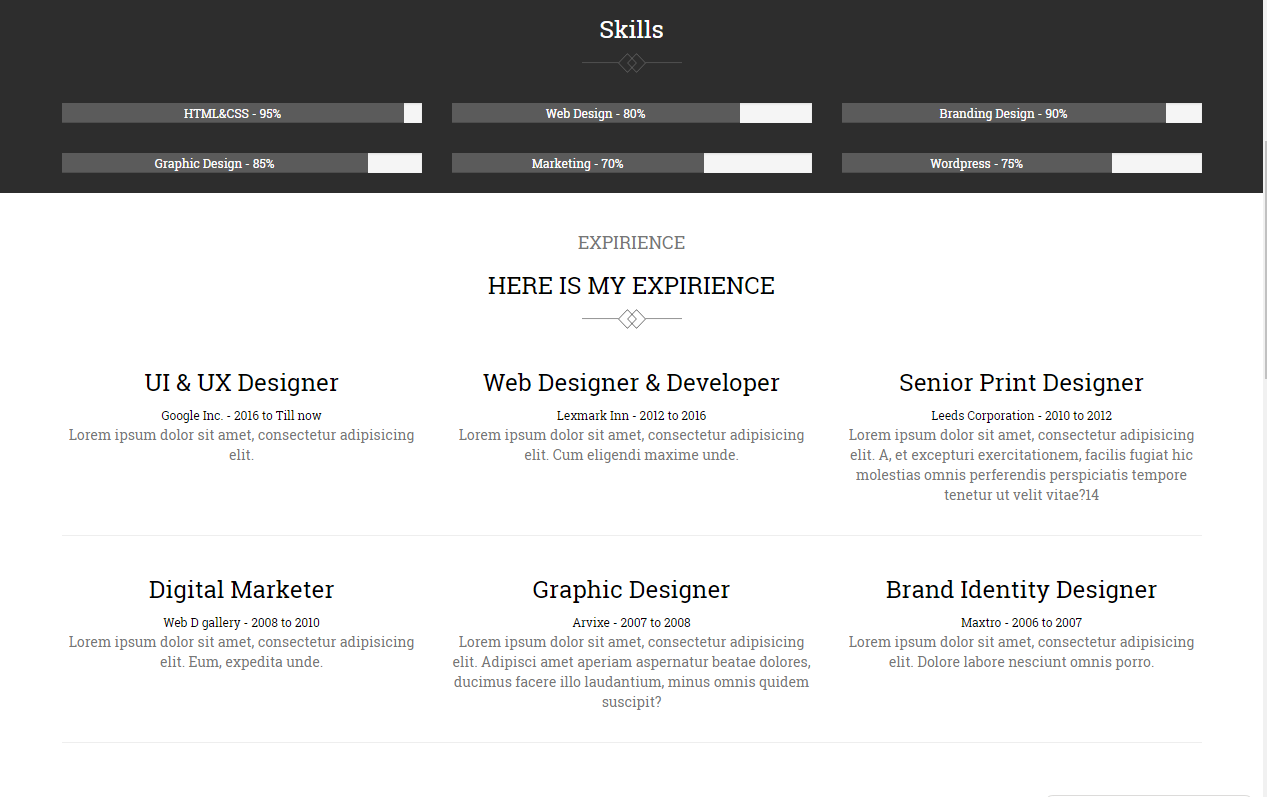 Skills
HTML&CSS - 95%
Web Design - 80%
Branding Design - 90%
Graphic Design - 85%
Marketing - 70%
Wordpress - 75%
EXPIRIENCE
HERE IS MY EXPIRIENCE
UI & UX Designer
Google Inc. - 2016 to Till now
Lorem ipsum dolor sit amet, consectetur adipisicing
elit.
Web Designer & Developer
Lexmark Inn - 2012 to 2016
Lorem ipsum dolor sit amet, consectetur adipisicing
elit. Cum eligendi maxime unde.
Senior Print Designer
Leeds Corporation - 2010 to 2012
Lorem ipsum dolor sit amet, consectetur adipisicing
elit. A, et excepturi exercitationem, facilis fugiat hic
molestias omnis perferendis perspiciatis tempore
tenetur ut velit vitae?14
Digital Marketer
Web D gallery - 2008 to 2010
Lorem ipsum dolor sit amet, consectetur adipisicing
elit. Eum, expedita unde.
Graphic Designer
Arvixe - 2007 to 2008
Lorem ipsum dolor sit amet, consectetur adipisicing
elit. Adipisci amet aperiam aspernatur beatae dolores,
ducimus facere illo laudantium, minus omnis quidem
suscipit?
Brand Identity Designer
Maxtro - 2006 to 2007
Lorem ipsum dolor sit amet, consectetur adipisicing
elit. Dolore labore nesciunt omnis porro.